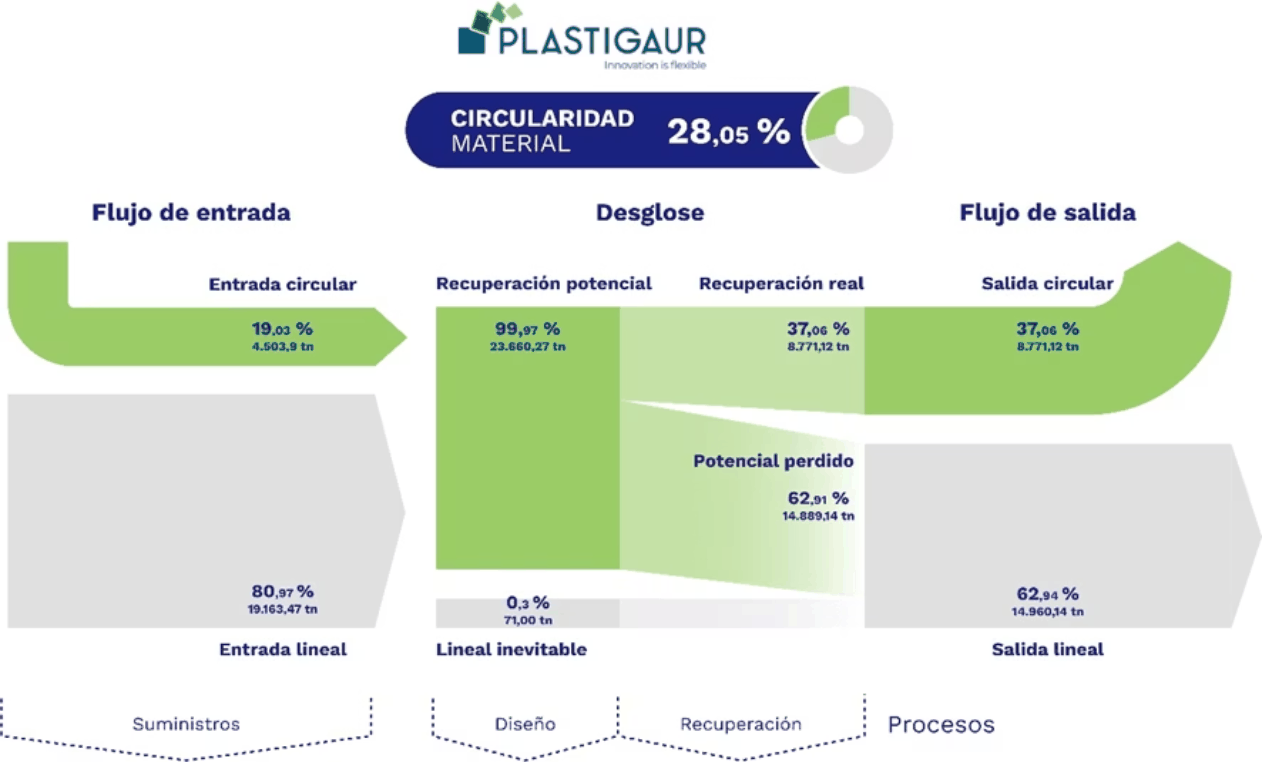 PLASTIGAUR
Innovation is flexible
CIRCULARIDAD
MATERIAL
28,05 %
Flujo de entrada
Desglose
Flujo de salida
Entrada circular
Recuperación potencial
Recuperación real
Salida circular
19,03 %
4.503,9 tn
99,97 %
23.660,27 tn
37,06 %
8.771,12 tn
37,06 %
8.771,12 tn
Potencial perdido
62,91 %
14.889,14 tn
80,97 %
19.163,47 tn
0,3 %
71,00 tn
62,94 %
14.960,14 tn
Entrada lineal
Lineal inevitable
Salida lineal
Suministros
Diseño
Recuperación
Procesos